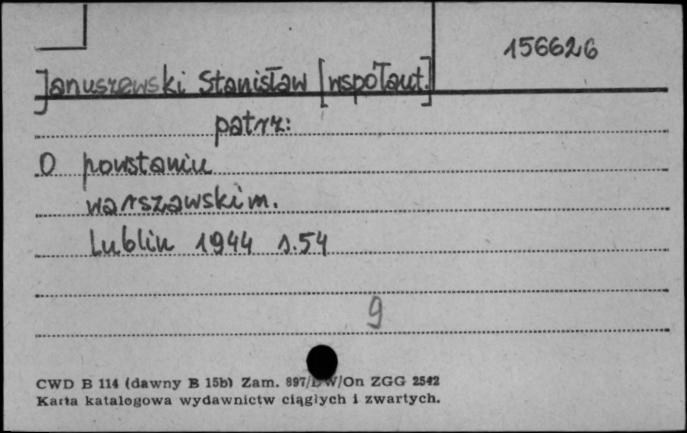 156626
Januszewski Stanisław [współaut.]
patrz:
O powstaniu
warszawskim.
Lublin 1944 s.54
9
CWD B 114 (dawny B 15b) Zam. 897/DW/On ZGG 2542
Karta katalogowa wydawnictw ciągłych i zwartych.